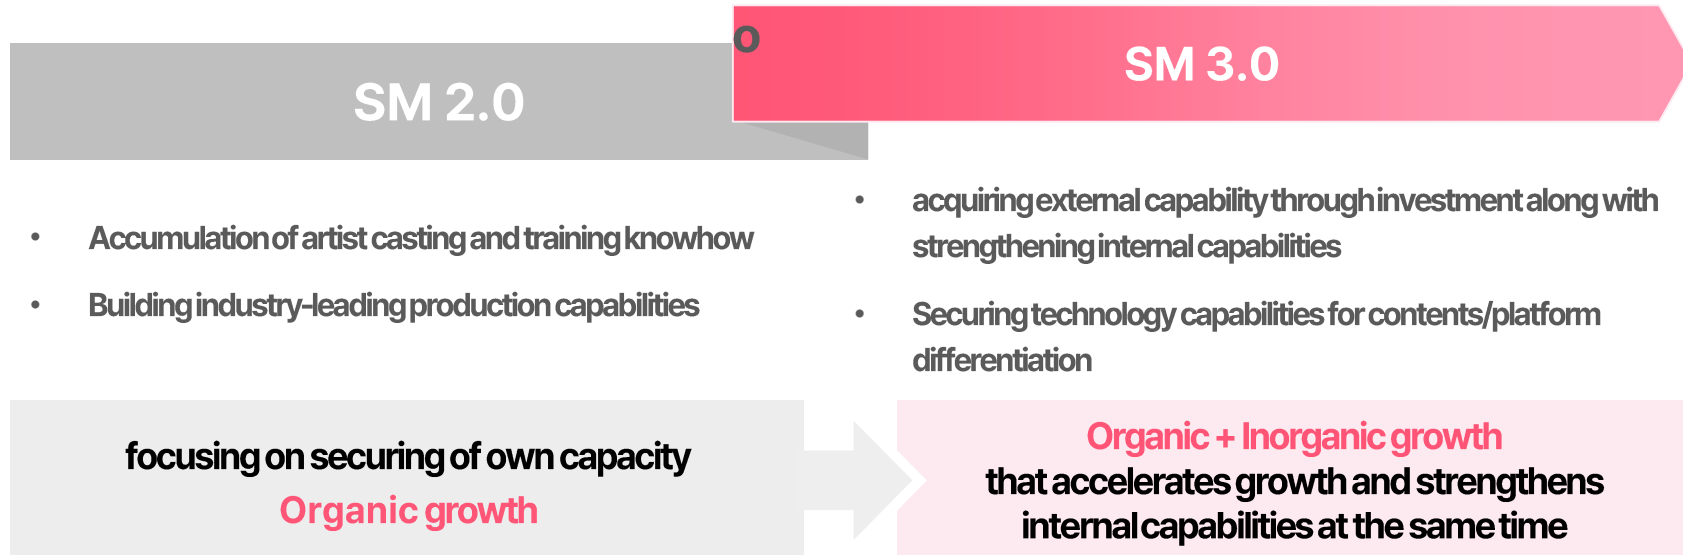 SM 2.0
• Accumulation of artist casting and training knowhow
• Building industry-leading production capabilities
focusing on securing of own capacity
Organic growth
o
SM 3.0
• acquiring external capability through investment along with
strengthening internal capabilities
• Securing technology capabilities for contents/platform
differentiation
Organic + Inorganic growth
that accelerates growth and strengthens
internal capabilities at the same time